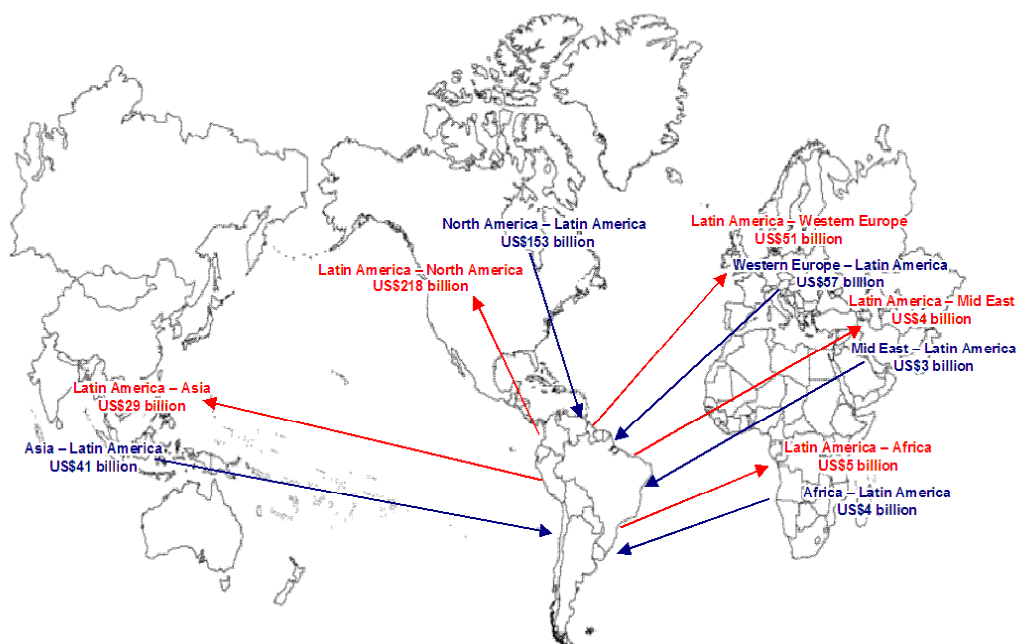 North America – Latin America
US$153 billion
Latin America – Western Europe
US$51 billion
Latin America – North America
US$218 billion
Western Europe – Latin America
US$57 billion
Latin America – Mid East
US$4 billion
Mid East – Latin America
US$3 billion
Latin America – Asia
US$29 billion
Asia – Latin America
US$41 billion
Latin America – Africa
US$5 billion
Africa – Latin America
US$4 billion